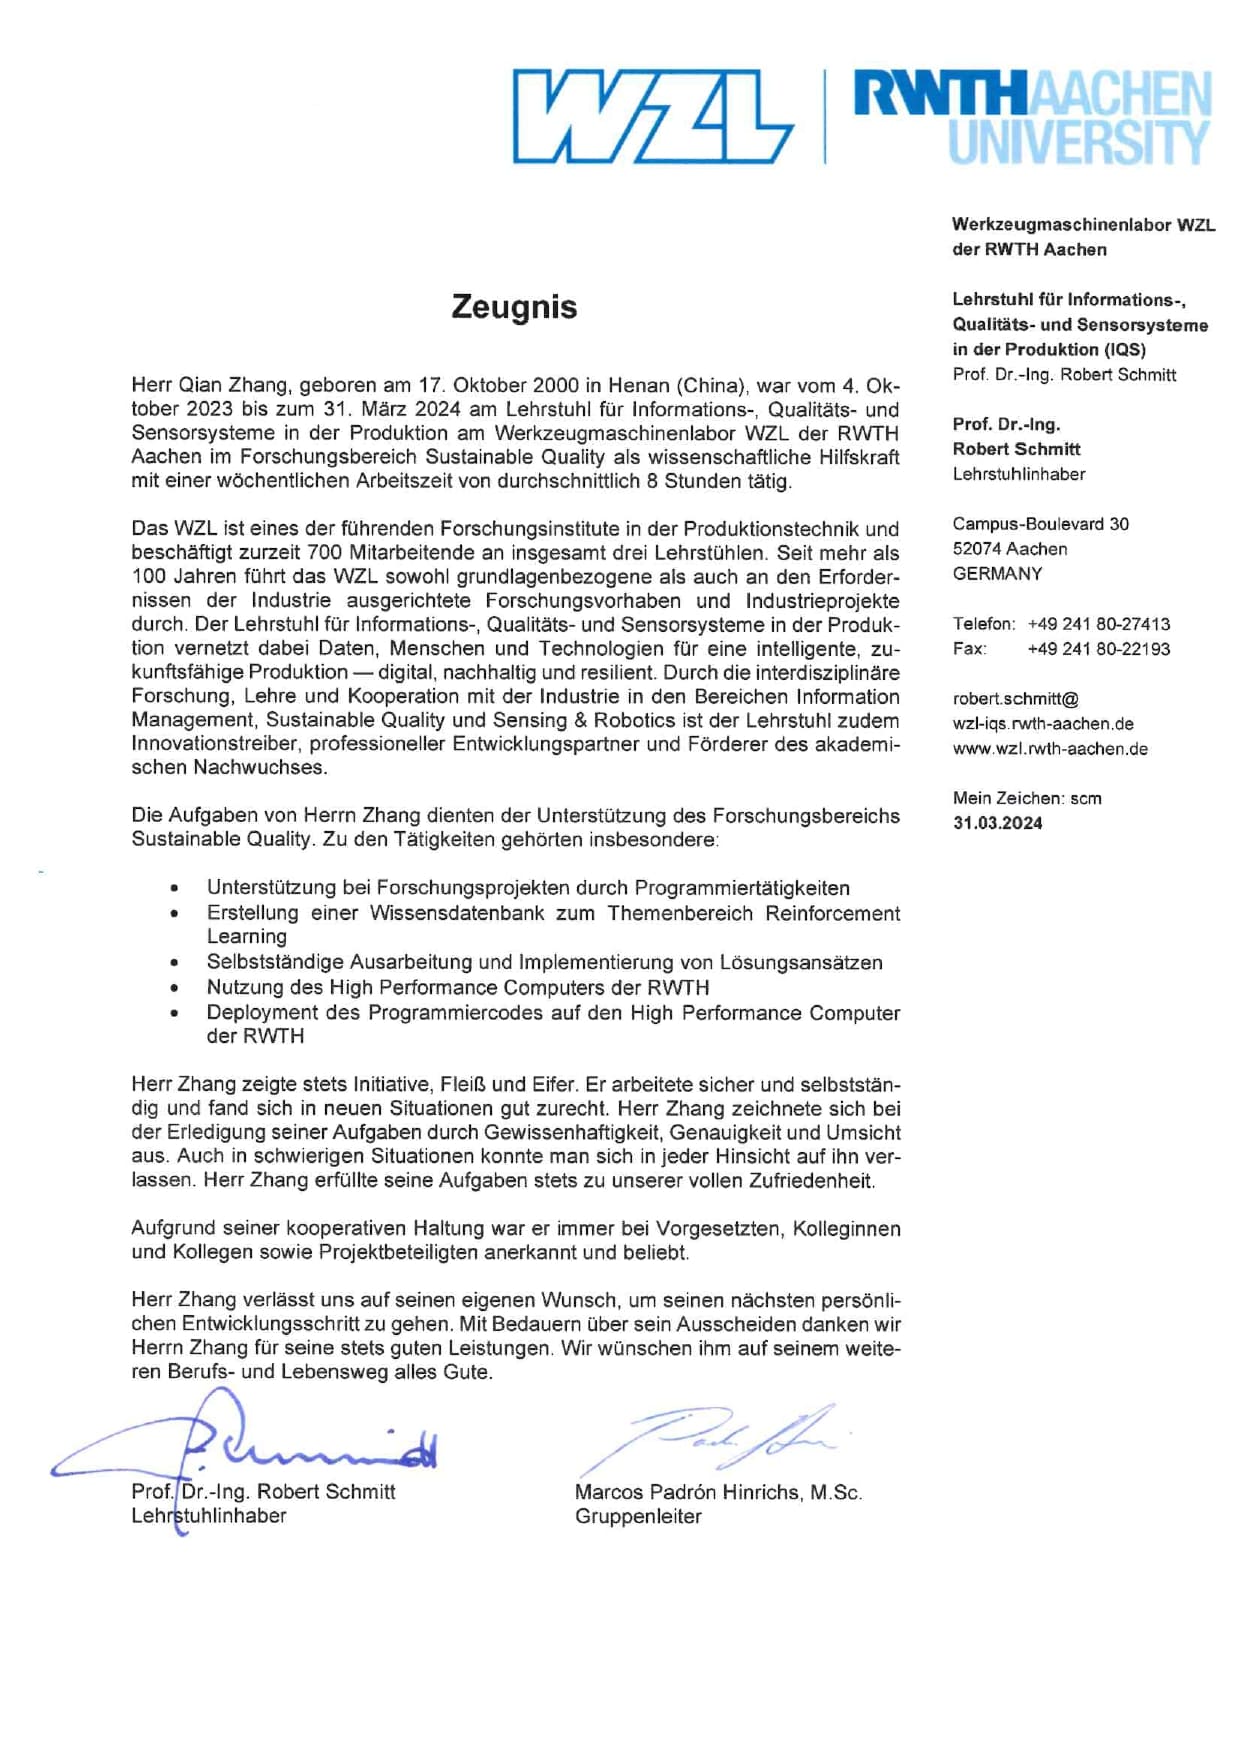 WZL
RWTHAACHEN
UNIVERSITY
Werkzeugmaschinenlabor WZL
der RWTH Aachen
Lehrstuhl für Informations-,
Qualitäts- und Sensorsysteme
in der Produktion (IQS)
Prof. Dr.-Ing. Robert Schmitt
Prof. Dr.-Ing.
Robert Schmitt
Lehrstuhlinhaber
Campus-Boulevard 30
52074 Aachen
GERMANY
Telefon: +49 241 80-27413
Fax: +49 241 80-22193
robert.schmitt@
wzl-iqs.rwth-aachen.de
www.wzl.rwth-aachen.de
Mein Zeichen: scm
31.03.2024
Zeugnis
Herr Qian Zhang, geboren am 17. Oktober 2000 in Henan (China), war vom 4. Ok-
tober 2023 bis zum 31. März 2024 am Lehrstuhl für Informations-, Qualitäts- und
Sensorsysteme in der Produktion am Werkzeugmaschinenlabor WZL der RWTH
Aachen im Forschungsbereich Sustainable Quality als wissenschaftliche Hilfskraft
mit einer wöchentlichen Arbeitszeit von durchschnittlich 8 Stunden tätig.
Das WZL ist eines der führenden Forschungsinstitute in der Produktionstechnik und
beschäftigt zurzeit 700 Mitarbeitende an insgesamt drei Lehrstühlen. Seit mehr als
100 Jahren führt das WZL sowohl grundlagenbezogene als auch an den Erforder-
nissen der Industrie ausgerichtete Forschungsvorhaben und Industrieprojekte
durch. Der Lehrstuhl für Informations-, Qualitäts- und Sensorsysteme in der Produk-
tion vernetzt dabei Daten, Menschen und Technologien für eine intelligente, zu-
kunftsfähige Produktion — digital, nachhaltig und resilient. Durch die interdisziplinäre
Forschung, Lehre und Kooperation mit der Industrie in den Bereichen Information
Management, Sustainable Quality und Sensing & Robotics ist der Lehrstuhl zudem
Innovationstreiber, professioneller Entwicklungspartner und Förderer des akademi-
schen Nachwuchses.
Die Aufgaben von Herrn Zhang dienten der Unterstützung des Forschungsbereichs
Sustainable Quality. Zu den Tätigkeiten gehörten insbesondere:
• Unterstützung bei Forschungsprojekten durch Programmiertätigkeiten
• Erstellung einer Wissensdatenbank zum Themenbereich Reinforcement
Learning
• Selbstständige Ausarbeitung und Implementierung von Lösungsansätzen
• Nutzung des High Performance Computers der RWTH
• Deployment des Programmiercodes auf den High Performance Computer
der RWTH
Herr Zhang zeigte stets Initiative, Fleiß und Eifer. Er arbeitete sicher und selbststän-
dig und fand sich in neuen Situationen gut zurecht. Herr Zhang zeichnete sich bei
der Erledigung seiner Aufgaben durch Gewissenhaftigkeit, Genauigkeit und Umsicht
aus. Auch in schwierigen Situationen konnte man sich in jeder Hinsicht auf ihn ver-
lassen. Herr Zhang erfüllte seine Aufgaben stets zu unserer vollen Zufriedenheit.
Aufgrund seiner kooperativen Haltung war er immer bei Vorgesetzten, Kolleginnen
und Kollegen sowie Projektbeteiligten anerkannt und beliebt.
Herr Zhang verlässt uns auf seinen eigenen Wunsch, um seinen nächsten persönli-
chen Entwicklungsschritt zu gehen. Mit Bedauern über sein Ausscheiden danken wir
Herrn Zhang für seine stets guten Leistungen. Wir wünschen ihm auf seinem weite-
ren Berufs- und Lebensweg alles Gute.
Prof. Dr.-Ing. Robert Schmitt
Lehrstuhlinhaber
Marcos Padrón Hinrichs, M.Sc.
Gruppenleiter